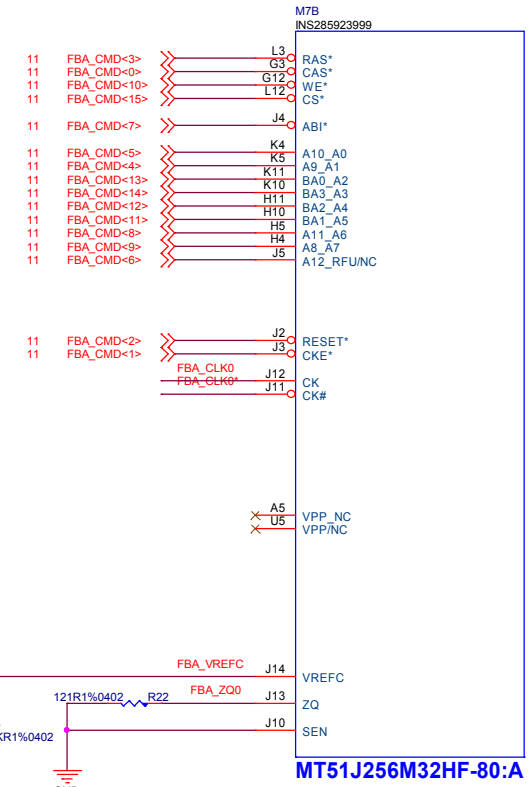 M7B
INS285923999
11 FBA_CMD<3> L3 RAS*
11 FBA_CMD<0> G3 CAS*
11 FBA_CMD<10> G12 WE*
11 FBA_CMD<15> L12 CS*
11 FBA_CMD<7> J4 ABI*
11 FBA_CMD<5> K4 A10_A0
11 FBA_CMD<4> K5 A9_A1
11 FBA_CMD<13> K11 BA0_A2
11 FBA_CMD<14> K10 BA3_A3
11 FBA_CMD<12> H11 BA2_A4
11 FBA_CMD<11> H10 BA1_A5
11 FBA_CMD<8> H5 A11_A6
11 FBA_CMD<9> H4 A8_A7
11 FBA_CMD<6> J5 A12_RFU/NC
11 FBA_CMD<2> J2 RESET*
11 FBA_CMD<1> J3 CKE*
FBA_CLK0 J12 CK
FBA_CLK0* J11 CK#
A5 VPP_NC
U5 VPP/NC
FBA_VREFC J14 VREFC
121R1%0402 R22 FBA_ZQ0 J13 ZQ
J10 SEN
R1%0402
MT51J256M32HF-80:A